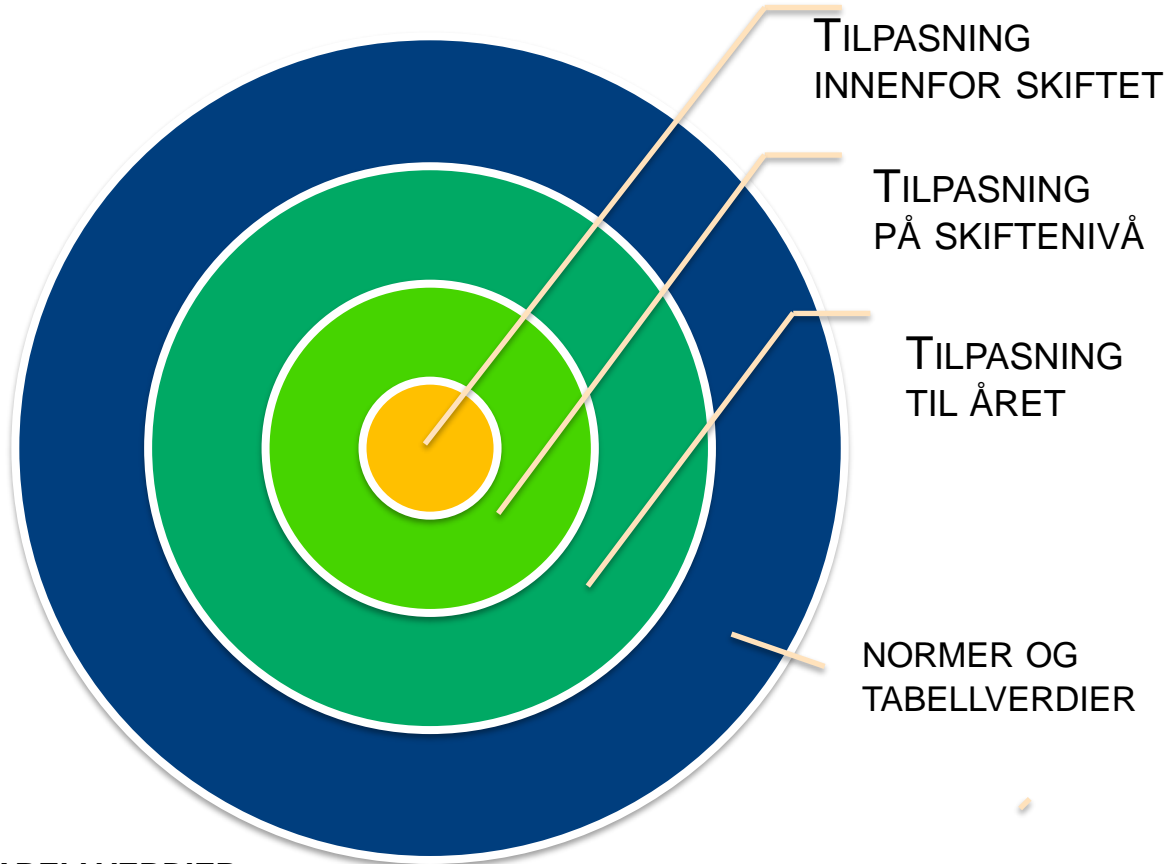 TILPASNING
INNENFOR SKIFTET
TILPASNING
PÅ SKIFTENIVÅ
TILPASNING
TIL ÅRET
NORMER OG
TABELLVERDIER